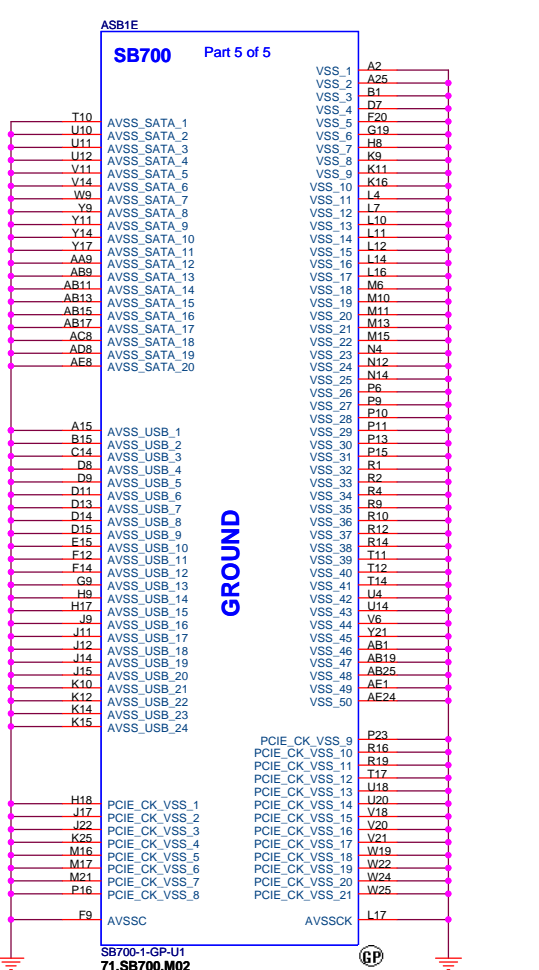 ASB1E
SB700 Part 5 of 5
T10 AVSS_SATA_1
U10 AVSS_SATA_2
U11 AVSS_SATA_3
U12 AVSS_SATA_4
V11 AVSS_SATA_5
V14 AVSS_SATA_6
W9 AVSS_SATA_7
Y9 AVSS_SATA_8
Y11 AVSS_SATA_9
Y14 AVSS_SATA_10
Y17 AVSS_SATA_11
AA9 AVSS_SATA_12
AB9 AVSS_SATA_13
AB11 AVSS_SATA_14
AB13 AVSS_SATA_15
AB15 AVSS_SATA_16
AB17 AVSS_SATA_17
AC8 AVSS_SATA_18
AD8 AVSS_SATA_19
AE8 AVSS_SATA_20
A15 AVSS_USB_1
B15 AVSS_USB_2
C14 AVSS_USB_3
D8 AVSS_USB_4
D9 AVSS_USB_5
D11 AVSS_USB_6
D13 AVSS_USB_7
D14 AVSS_USB_8
D15 AVSS_USB_9
E15 AVSS_USB_10
F12 AVSS_USB_11
F14 AVSS_USB_12
G9 AVSS_USB_13
H9 AVSS_USB_14
H17 AVSS_USB_15
J9 AVSS_USB_16
J11 AVSS_USB_17
J12 AVSS_USB_18
J14 AVSS_USB_19
J15 AVSS_USB_20
K10 AVSS_USB_21
K12 AVSS_USB_22
K14 AVSS_USB_23
K15 AVSS_USB_24
H18 PCIE_CK_VSS_1
J17 PCIE_CK_VSS_2
J22 PCIE_CK_VSS_3
K25 PCIE_CK_VSS_4
M16 PCIE_CK_VSS_5
M17 PCIE_CK_VSS_6
M21 PCIE_CK_VSS_7
P16 PCIE_CK_VSS_8
F9 AVSSC
GROUND
VSS_1 A2
VSS_2 A25
VSS_3 B1
VSS_4 D7
VSS_5 F20
VSS_6 G19
VSS_7 H8
VSS_8 K9
VSS_9 K11
VSS_10 K16
VSS_11 L4
VSS_12 L7
VSS_13 L10
VSS_14 L11
VSS_15 L12
VSS_16 L14
VSS_17 L16
VSS_18 M6
VSS_19 M10
VSS_20 M11
VSS_21 M13
VSS_22 M15
VSS_23 N4
VSS_24 N12
VSS_25 N14
VSS_26 P6
VSS_27 P9
VSS_28 P10
VSS_29 P11
VSS_30 P13
VSS_31 P15
VSS_32 R1
VSS_33 R2
VSS_34 R4
VSS_35 R9
VSS_36 R10
VSS_37 R12
VSS_38 R14
VSS_39 T11
VSS_40 T12
VSS_41 T14
VSS_42 U4
VSS_43 U14
VSS_44 V6
VSS_45 Y21
VSS_46 AB1
VSS_47 AB19
VSS_48 AB25
VSS_49 AE1
VSS_50 AE24
PCIE_CK_VSS_9 P23
PCIE_CK_VSS_10 R16
PCIE_CK_VSS_11 R19
PCIE_CK_VSS_12 T17
PCIE_CK_VSS_13 U18
PCIE_CK_VSS_14 U20
PCIE_CK_VSS_15 V18
PCIE_CK_VSS_16 V20
PCIE_CK_VSS_17 V21
PCIE_CK_VSS_18 W19
PCIE_CK_VSS_19 W22
PCIE_CK_VSS_20 W24
PCIE_CK_VSS_21 W25
AVSSCK L17
SB700-1-GP-U1
71.SB700.M02
GP